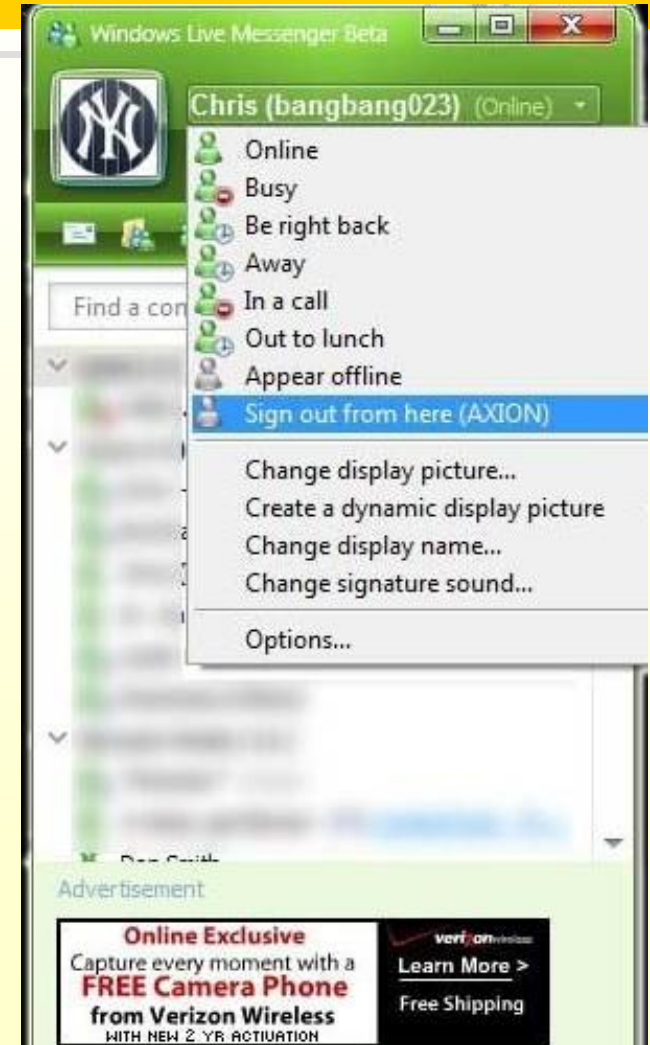 Windows Live Messenger Beta
NY
Chris (bangbang023) (Online)
Online
Busy
Be right back
Away
Find a con
In a call
Out to lunch
Appear offline
Sign out from here (AXION)
Change display picture...
Create a dynamic display picture
Change display name...
Change signature sound...
Options...
Advertisement
Online Exclusive
Capture every moment with a
FREE Camera Phone
from Verizon Wireless
WITH NEW 2 YR ACTIVATION
verizon wireless
Learn More >
Free Shipping